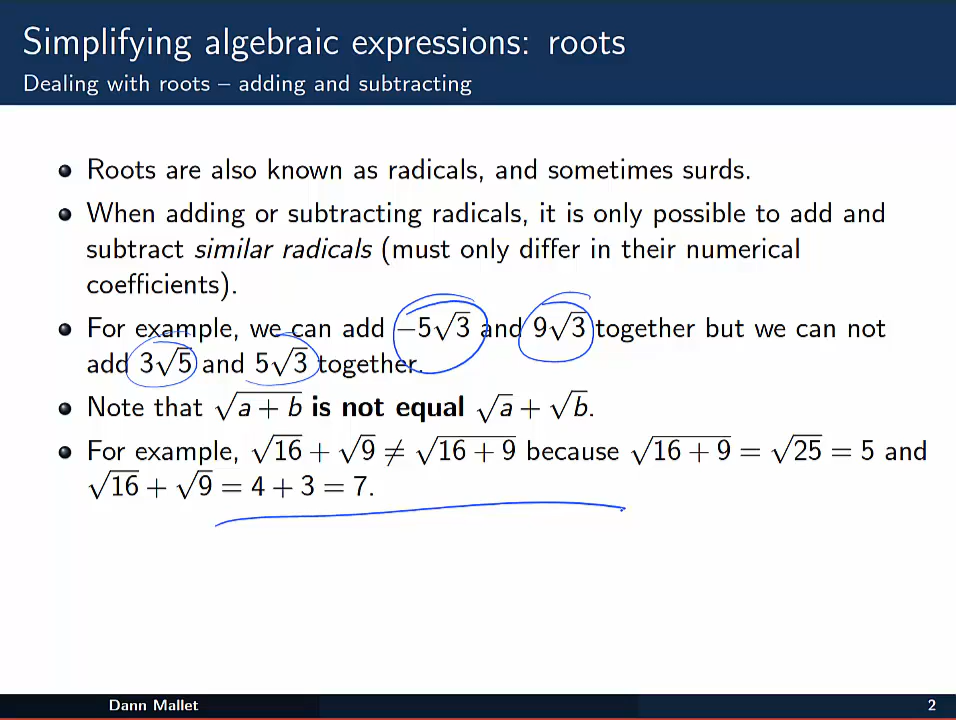 Simplifying algebraic expressions: roots
Dealing with roots – adding and subtracting
Roots are also known as radicals, and sometimes surds.
When adding or subtracting radicals, it is only possible to add and
subtract similar radicals (must only differ in their numerical
coefficients).
For example, we can add −5√3 and 9√3 together but we can not
add 3√5 and 5√3 together.
Note that √(a + b) is not equal √a + √b.
For example, √16 + √9 ≠ √(16 + 9) because √(16 + 9) = √25 = 5 and
√16 + √9 = 4 + 3 = 7.
Dann Mallet 2